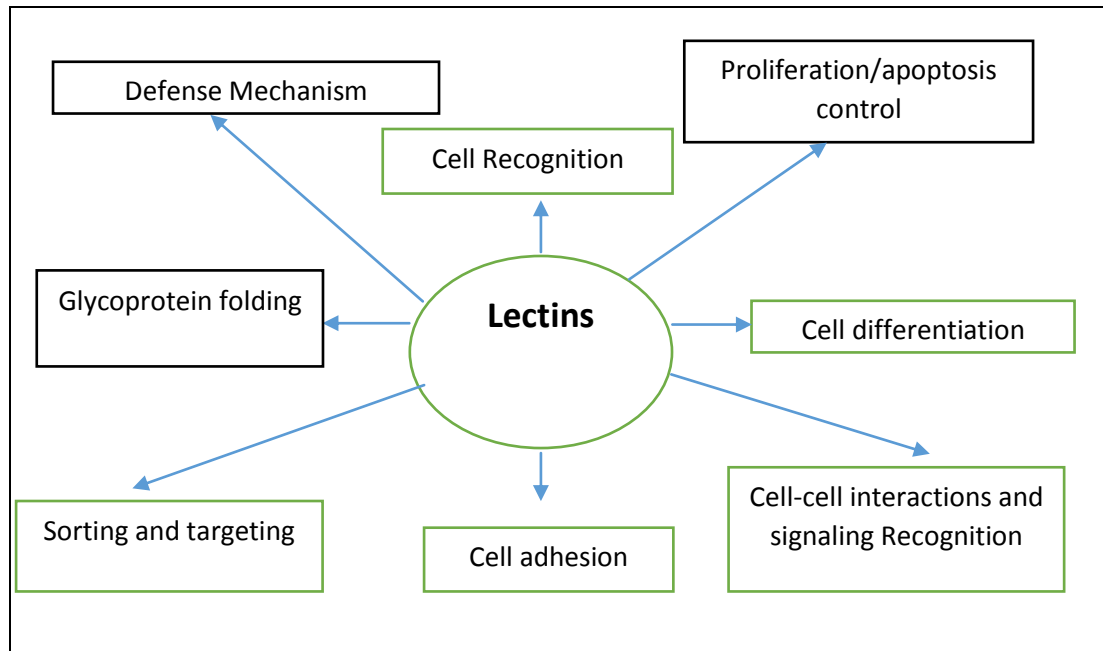 Defense Mechanism
Proliferation/apoptosis
control
Cell Recognition
Glycoprotein folding
Lectins
Cell differentiation
Sorting and targeting
Cell adhesion
Cell-cell interactions and
signaling Recognition